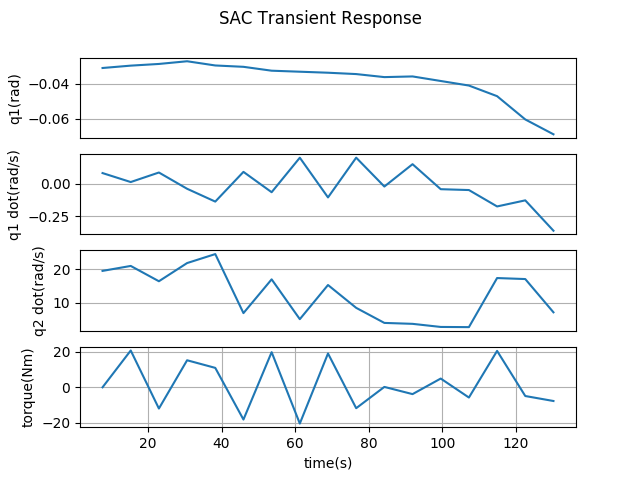 SAC Transient Response
q1(rad)
−0.04
−0.06
q1 dot(rad/s)
0.00
−0.25
q2 dot(rad/s)
20
10
torque(Nm)
20
0
−20
20 40 60 80 100 120
time(s)